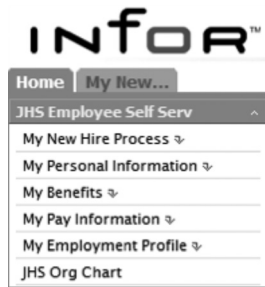 INFOR™
Home My New...
JHS Employee Self Serv
My New Hire Process
My Personal Information
My Benefits
My Pay Information
My Employment Profile
JHS Org Chart